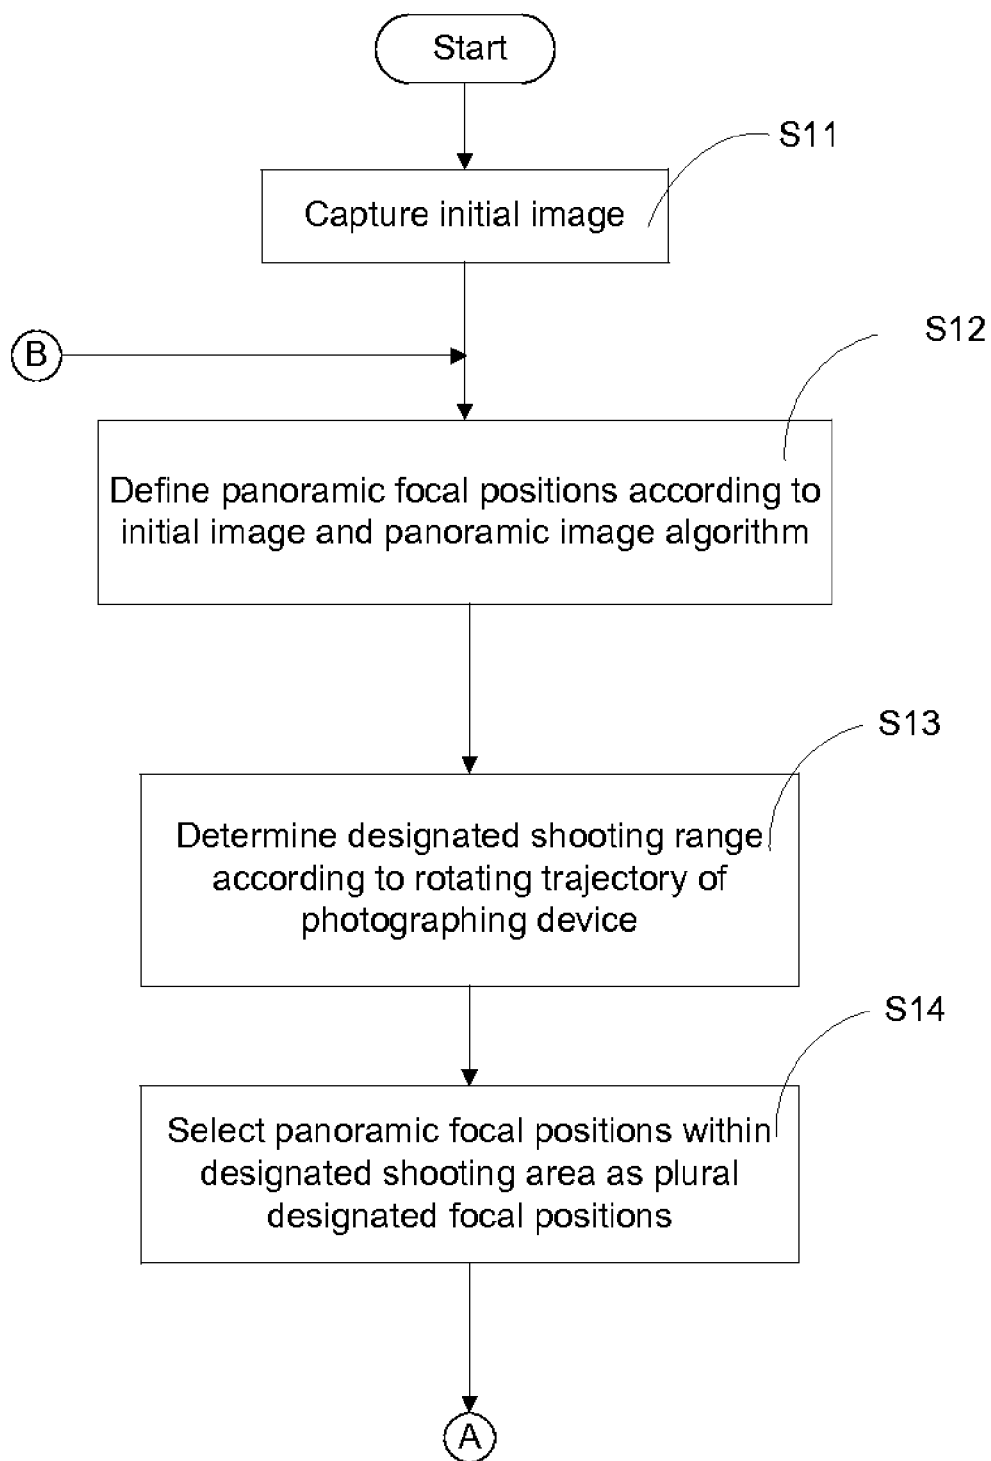 Start
S11
Capture initial image
B
S12
Define panoramic focal positions according to
initial image and panoramic image algorithm
S13
Determine designated shooting range
according to rotating trajectory of
photographing device
S14
Select panoramic focal positions within
designated shooting area as plural
designated focal positions
A